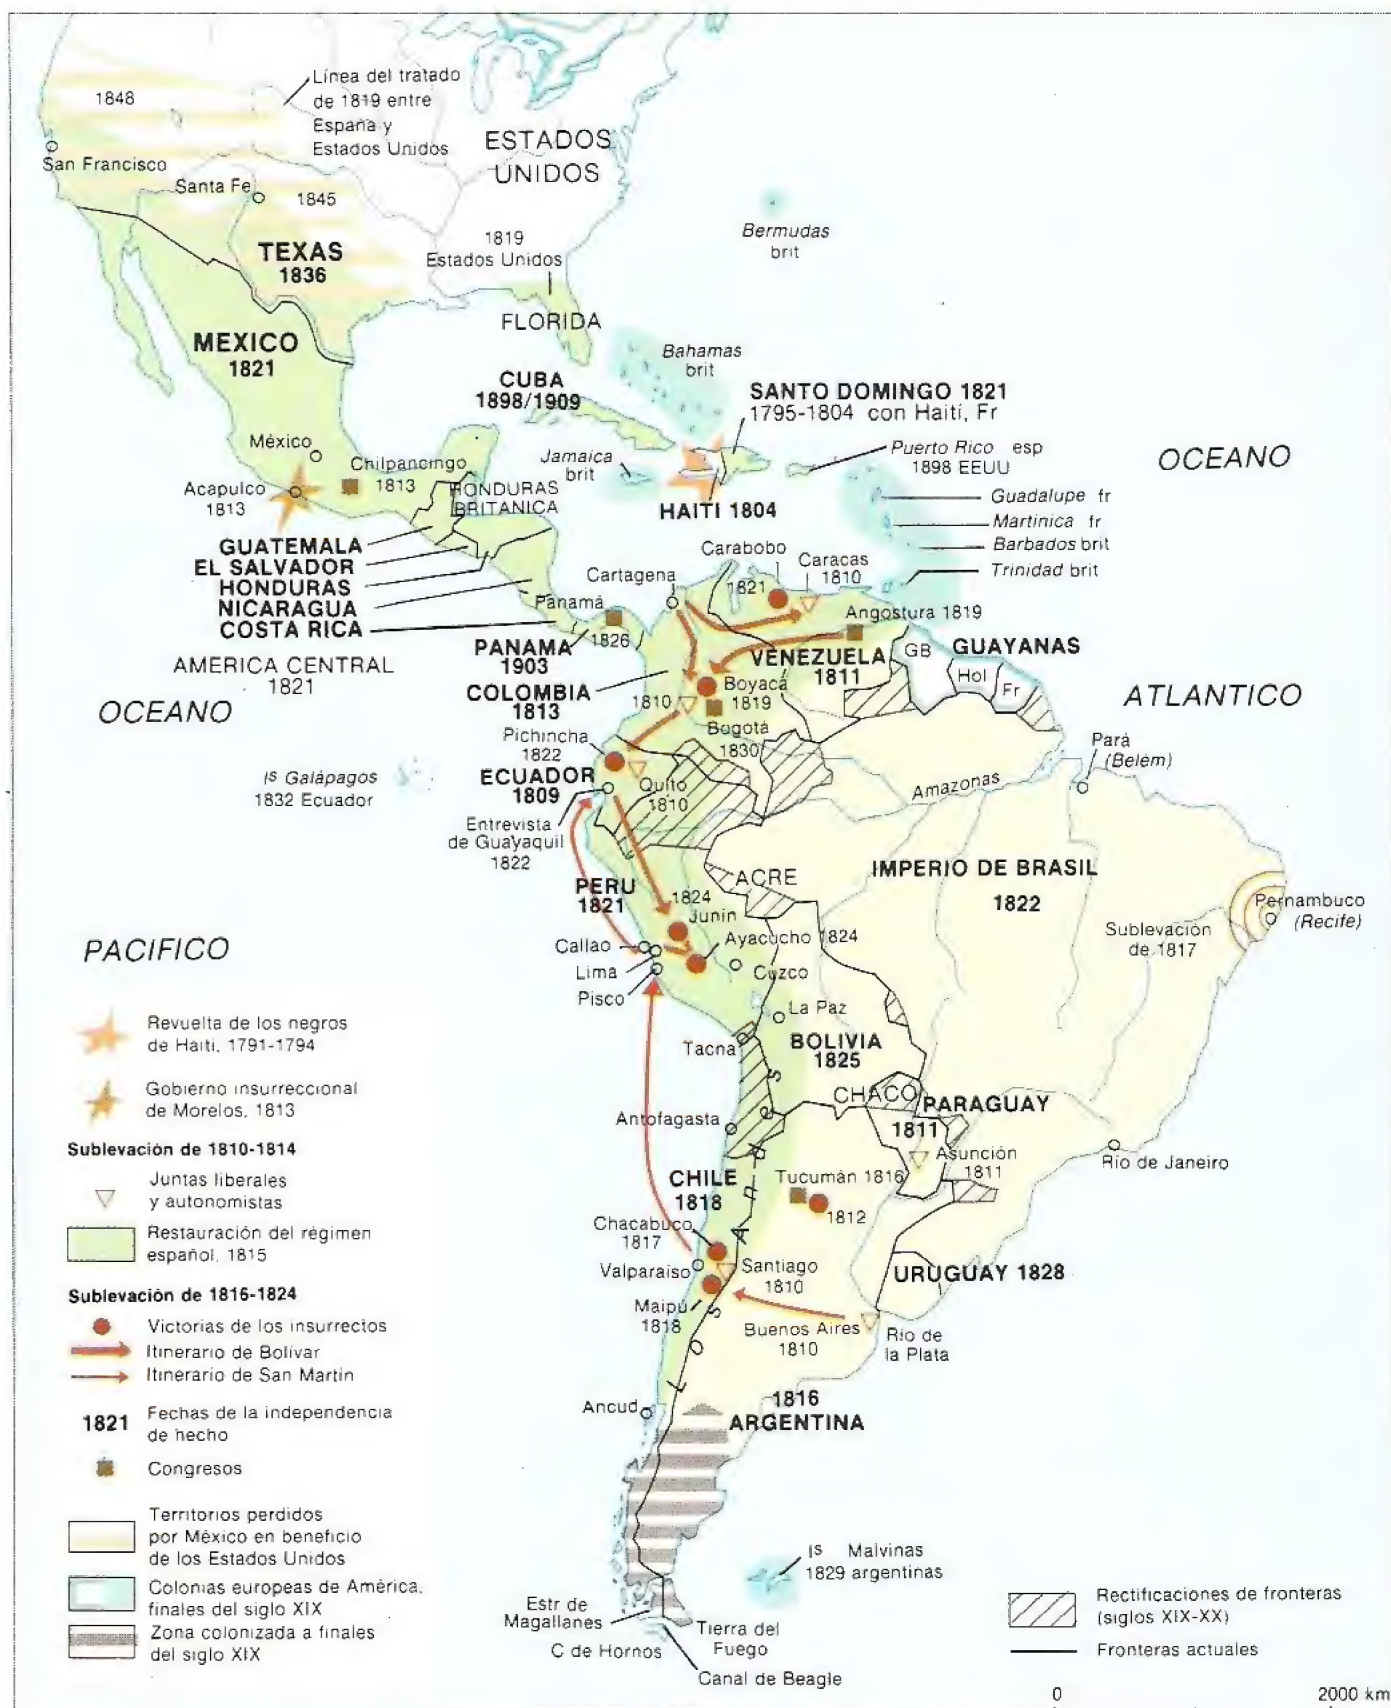 1848
Línea del tratado
de 1819 entre
España y
Estados Unidos
ESTADOS
UNIDOS
San Francisco
Santa Fe
1845
TEXAS
1836
1819
Estados Unidos
Bermudas
brit
FLORIDA
MEXICO
1821
Bahamas
brit
CUBA
1898/1909
SANTO DOMINGO 1821
1795-1804 con Haití, Fr
México
Chilpancingo
1813
Jamaica
brit
Puerto Rico esp
1898 EEUU
OCEANO
Acapulco
1813
HONDURAS
BRITANICA
HAITI 1804
Guadalupe fr
Martinica fr
Barbados brit
Trinidad brit
GUATEMALA
EL SALVADOR
HONDURAS
NICARAGUA
COSTA RICA
AMERICA CENTRAL
1821
Carabobo
1821
Caracas
1810
Cartagena
Panamá
1826
Angostura 1819
PANAMA
1903
VENEZUELA
1811
GB
GUAYANAS
Hol
Fr
COLOMBIA
1813
1810
Boyacá
1819
Bogotá
1830
OCEANO
ATLANTICO
Pichincha
1822
Pará
(Belém)
Is Galápagos
1832 Ecuador
ECUADOR
1809
Quito
1810
Amazonas
Entrevista
de Guayaquil
1822
ACRE
IMPERIO DE BRASIL
1822
PERU
1821
1824
Junín
Pernambuco
(Recife)
Sublevación
de 1817
PACIFICO
Callao
Lima
Pisco
Ayacucho 1824
Cuzco
La Paz
BOLIVIA
1825
Tacna
CHACO
PARAGUAY
1811
Antofagasta
Asunción
1811
Río de Janeiro
CHILE
1818
Tucumán 1816
1812
Chacabuco
1817
Valparaíso
Santiago
1810
URUGUAY 1828
Maipú
1818
Buenos Aires
1810
Río de
la Plata
Los Andes
Ancud
1816
ARGENTINA
Is Malvinas
1829 argentinas
Estr de
Magallanes
C de Hornos
Tierra del
Fuego
Canal de Beagle
Revuelta de los negros
de Haití, 1791-1794
Gobierno insurreccional
de Morelos, 1813
Sublevación de 1810-1814
Juntas liberales
y autonomistas
Restauración del régimen
español, 1815
Sublevación de 1816-1824
Victorias de los insurrectos
Itinerario de Bolívar
Itinerario de San Martín
1821 Fechas de la independencia
de hecho
Congresos
Territorios perdidos
por México en beneficio
de los Estados Unidos
Colonias europeas de América,
finales del siglo XIX
Zona colonizada a finales
del siglo XIX
Rectificaciones de fronteras
(siglos XIX-XX)
Fronteras actuales
0 2000 km